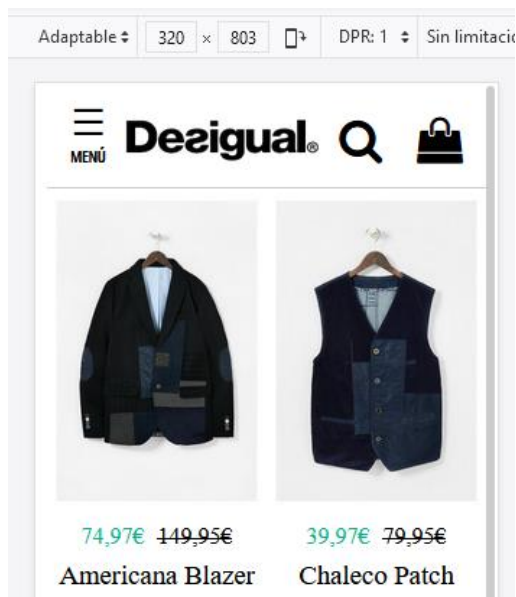 Adaptable 320 × 803 DPR: 1 Sin limitacio
MENÚ Desigual®
74,97€ 149,95€ 39,97€ 79,95€
Americana Blazer Chaleco Patch